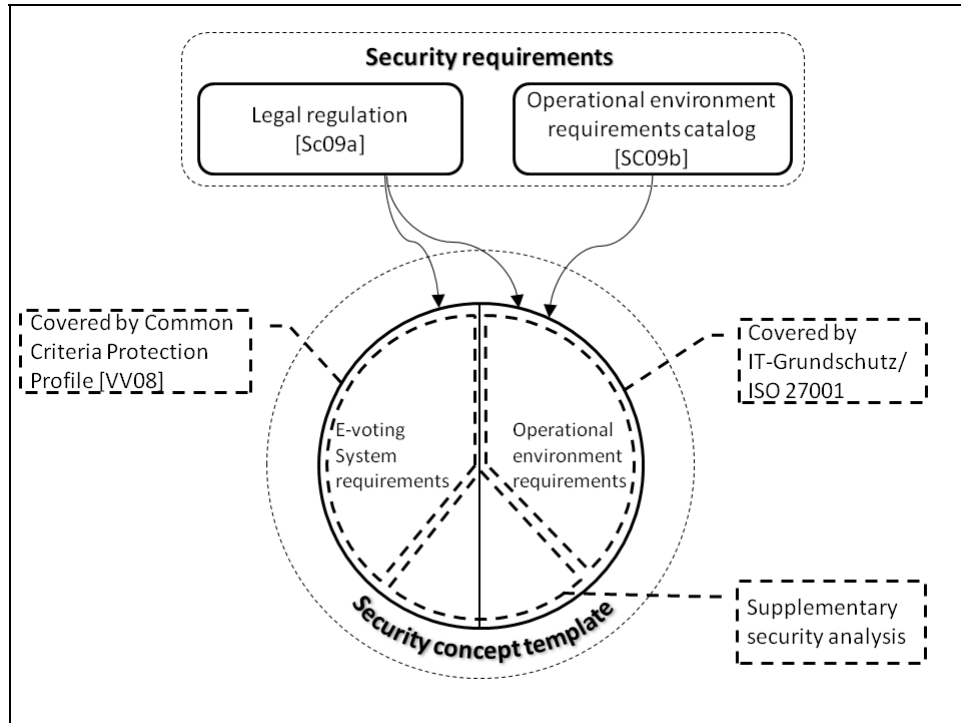 Security requirements
Legal regulation
[Sc09a]
Operational environment
requirements catalog
[SC09b]
Covered by Common
Criteria Protection
Profile [VV08]
Covered by
IT-Grundschutz/
ISO 27001
E-voting
System
requirements
Operational
environment
requirements
Security concept template
Supplementary
security analysis